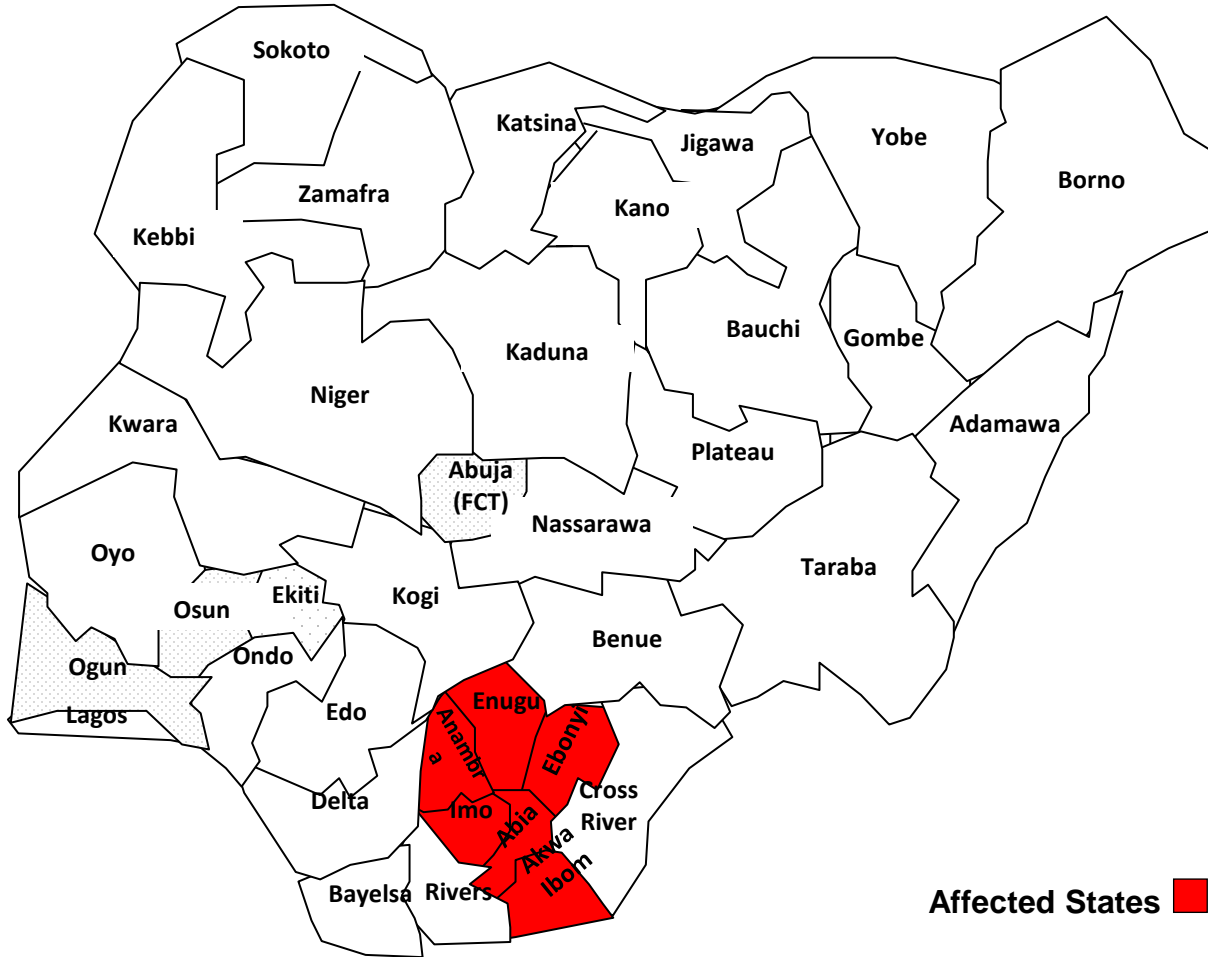 Sokoto
Katsina
Jigawa
Yobe
Borno
Zamafra
Kano
Kebbi
Bauchi
Gombe
Kaduna
Niger
Kwara
Adamawa
Plateau
Abuja
(FCT)
Nassarawa
Oyo
Taraba
Ekiti
Kogi
Osun
Benue
Ogun
Ondo
Enugu
Lagos
Edo
Anambr
a
Ebonyi
Delta
Imo
Abia
Cross
River
Akwa
Ibom
Bayelsa
Rivers
Affected States